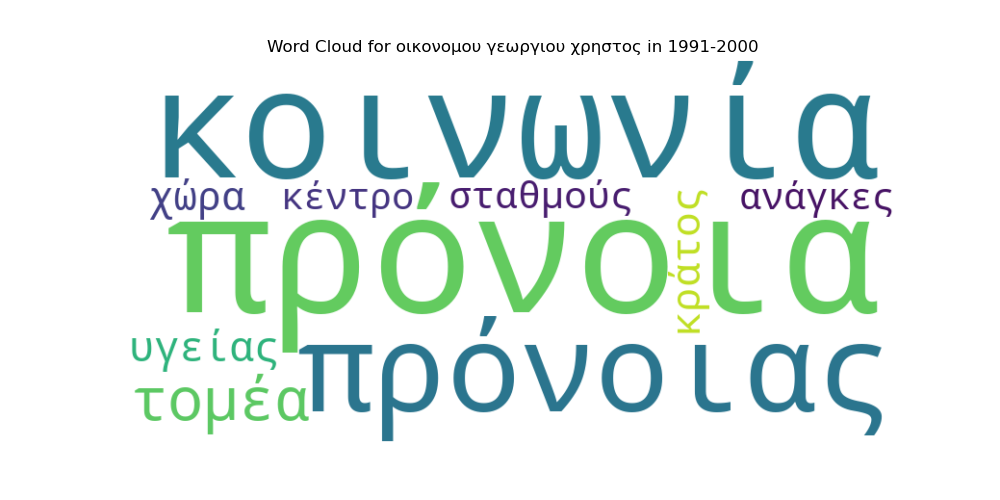 Word Cloud for οικονομου γεωργιου χρηστος in 1991-2000
κοινωνία
χώρα κέντρο σταθμούς ανάγκες
πρόνοια
κράτος
υγείας
πρόνοιας
τομέα